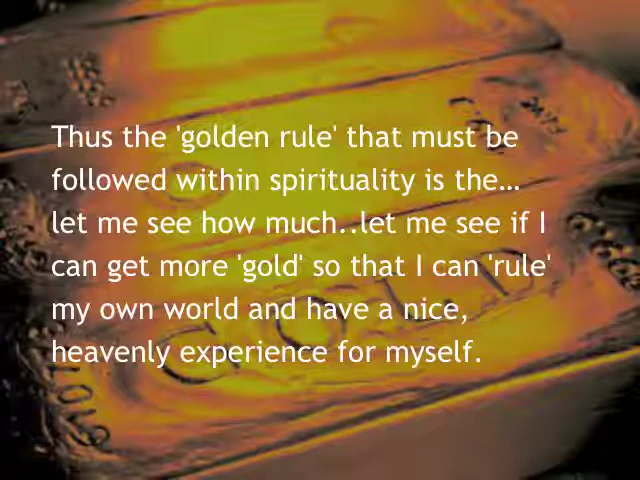 Thus the 'golden rule' that must be
followed within spirituality is the...
let me see how much..let me see if I
can get more 'gold' so that I can 'rule'
my own world and have a nice,
heavenly experience for myself.
GOLD